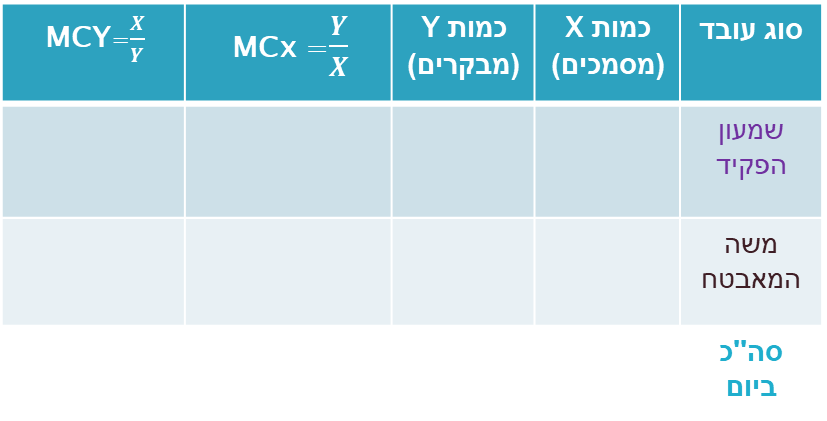 סוג עובד
כמות X
(מסמכים)
כמות Y
(מבקרים)
MCx =Y/X
MCY=X/Y
שמעון
הפקיד
משה
המאבטח
סה"כ
ביום